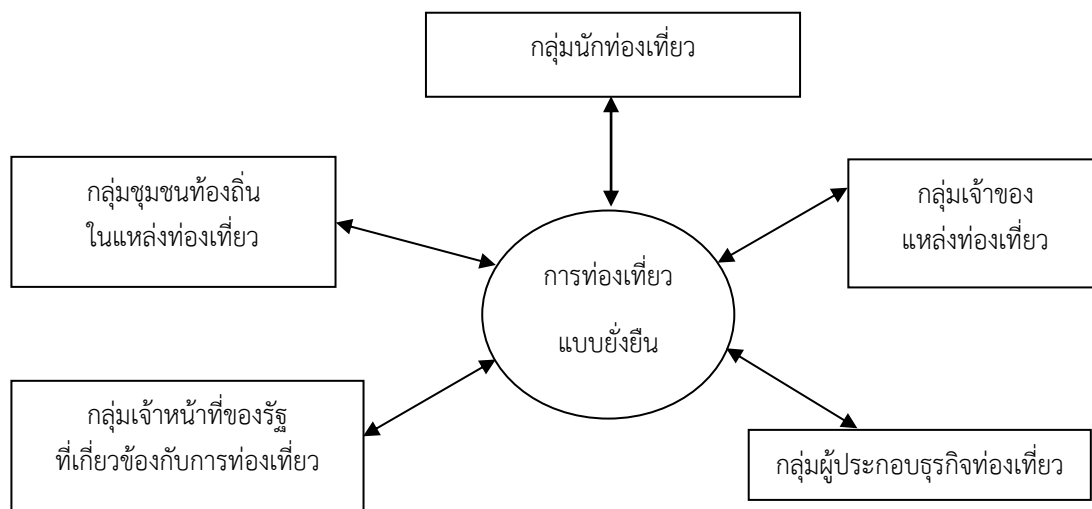 กลุ่มนักท่องเที่ยว
กลุ่มชุมชนท้องถิ่น
ในแหล่งท่องเที่ยว
กลุ่มเจ้าของ
แหล่งท่องเที่ยว
การท่องเที่ยว
แบบยั่งยืน
กลุ่มเจ้าหน้าที่ของรัฐ
ที่เกี่ยวข้องกับการท่องเที่ยว
กลุ่มผู้ประกอบธุรกิจท่องเที่ยว